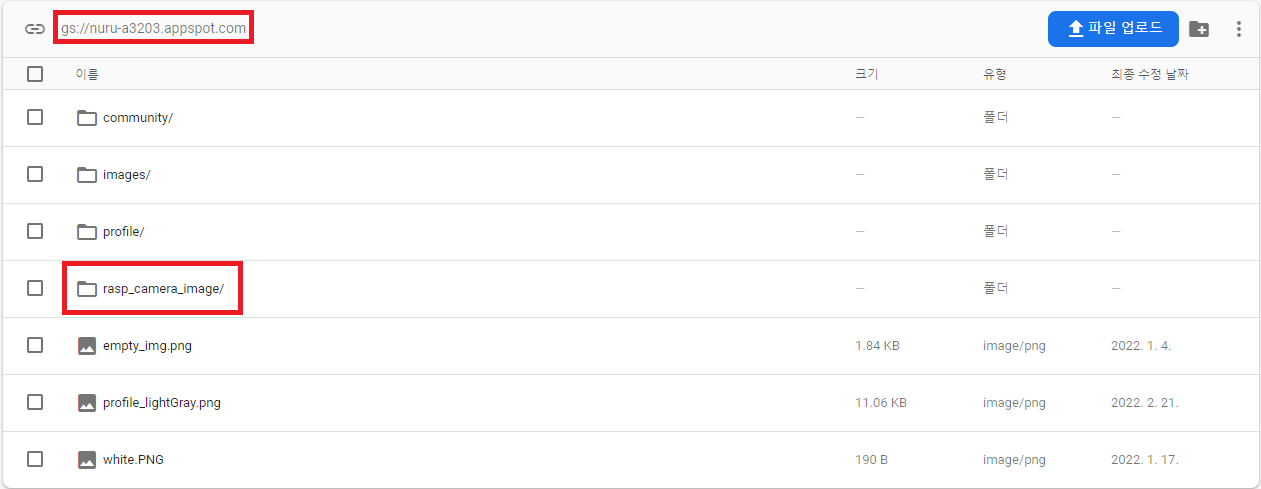 gs://nuru-a3203.appspot.com 파일 업로드
이름 크기 유형 최종 수정 날짜
community/ — 폴더 —
images/ — 폴더 —
profile/ — 폴더 —
rasp_camera_image/ — 폴더 —
empty_img.png 1.84 KB image/png 2022. 1. 4.
profile_lightGray.png 11.06 KB image/png 2022. 2. 21.
white.PNG 190 B image/png 2022. 1. 17.